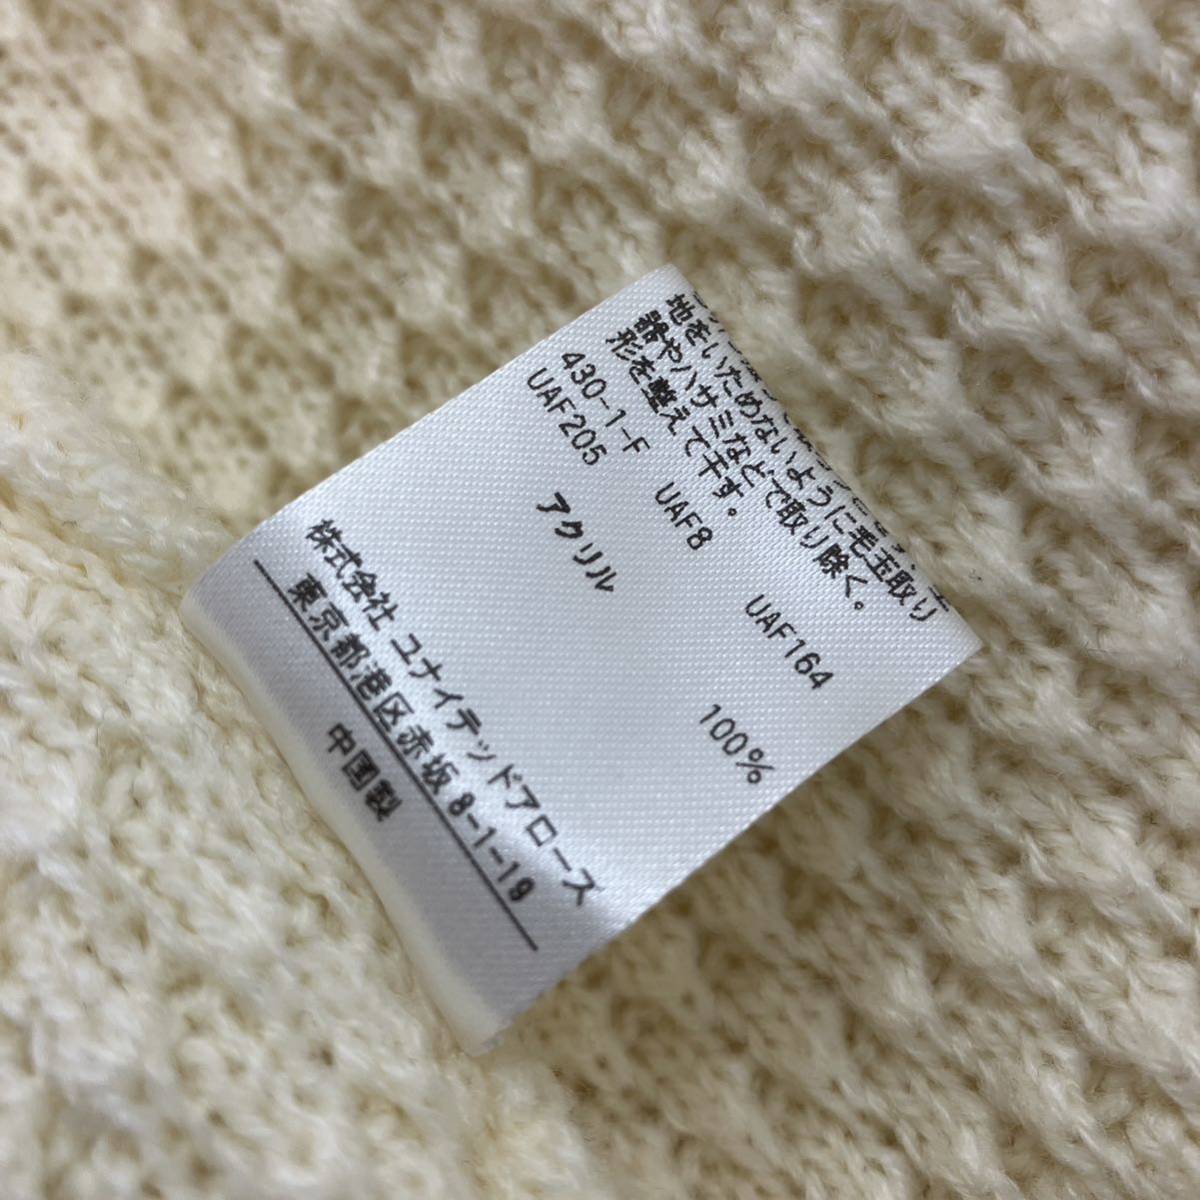 地をいためないように毛玉取り
器やハサミなどで取り除く。
形を整えて干す。
430-1-F UAF8 UAF164
UAF205
アクリル 100%
株式会社 ユナイテッドアローズ
東京都港区赤坂8-1-19
中国製